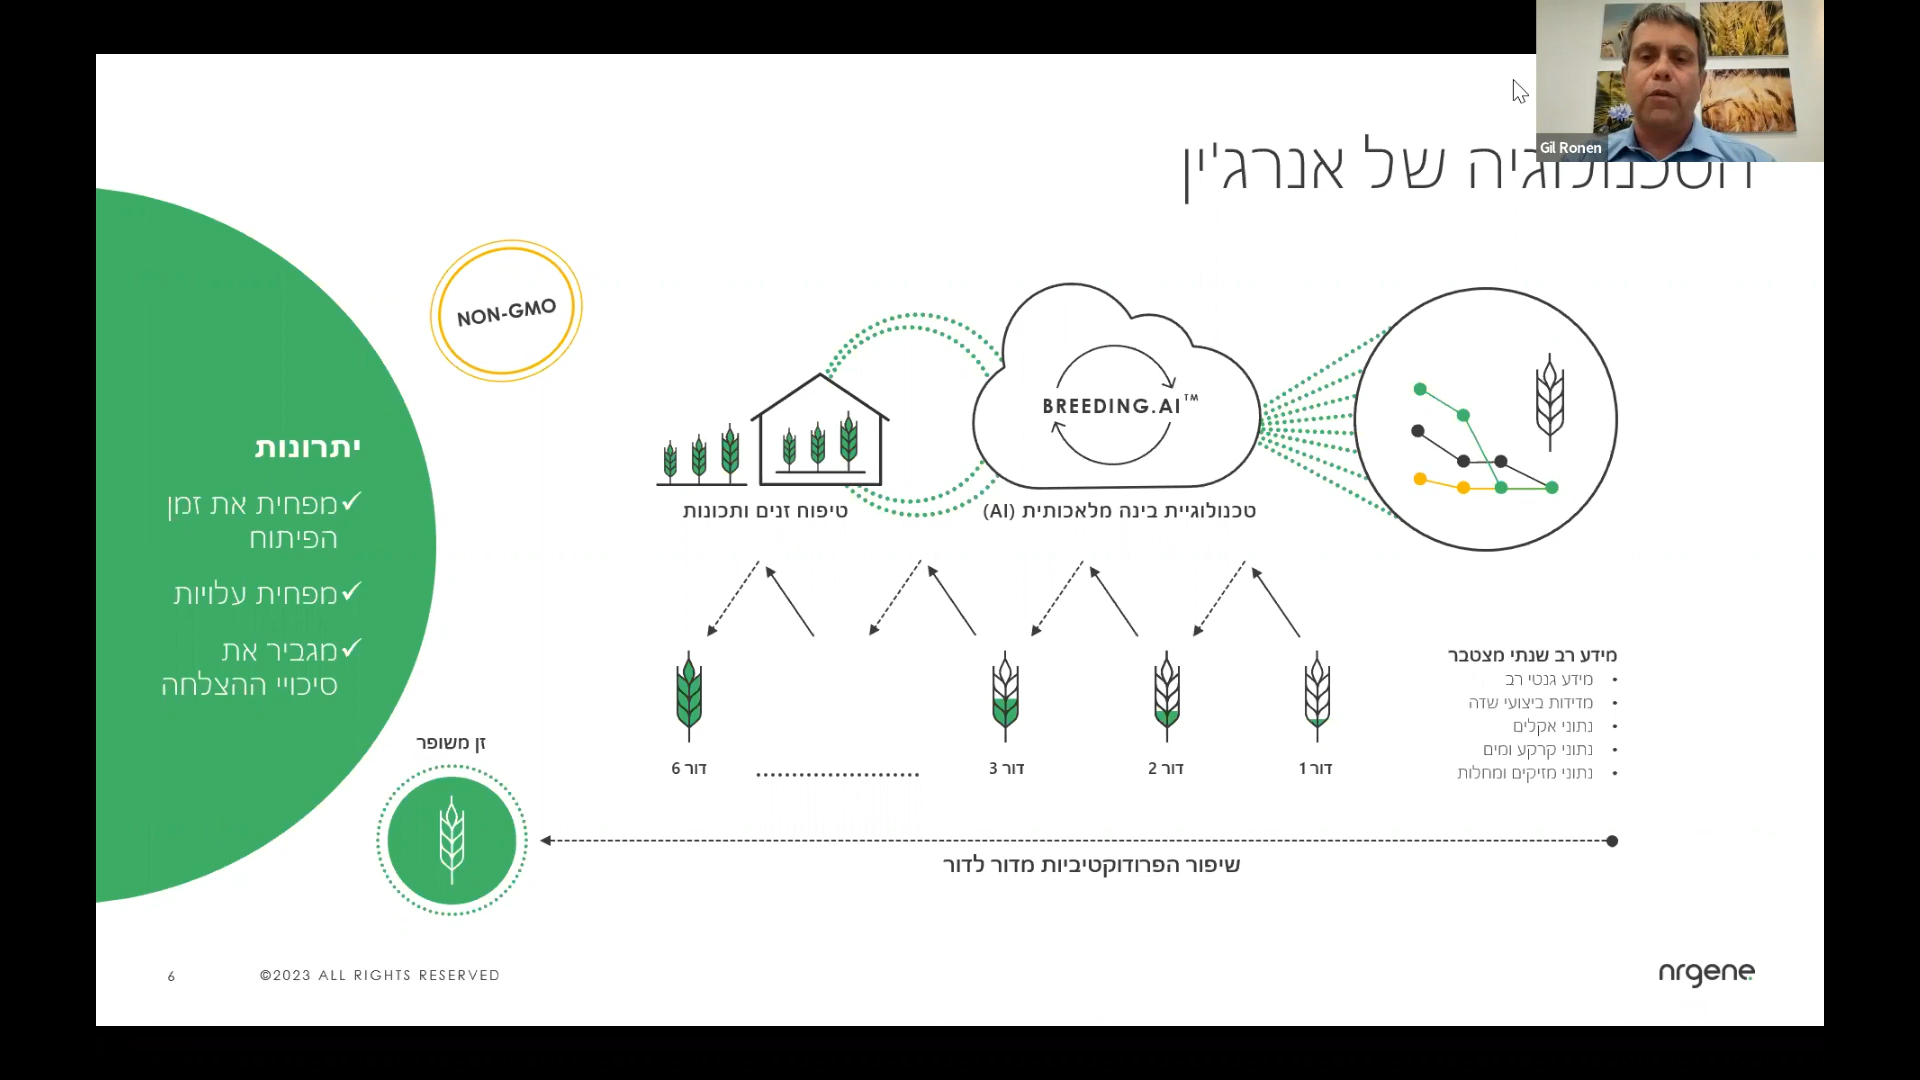 Gil Ronen
הטכנולוגיה של אנרג'ין
NON-GMO
BREEDING.AI™
טיפוח זנים ותכונות
טכנולוגיית בינה מלאכותית (AI)
יתרונות
✓מפחית את זמן
הפיתוח
✓מפחית עלויות
✓מגביר את
סיכויי ההצלחה
מידע רב שנתי מצטבר
• מידע גנטי רב
• מדידות ביצועי שדה
• נתוני אקלים
• נתוני קרקע ומים
• נתוני מזיקים ומחלות
דור 1
דור 2
דור 3
דור 6
זן משופר
שיפור הפרודוקטיביות מדור לדור
6
©2023 ALL RIGHTS RESERVED
nrgene